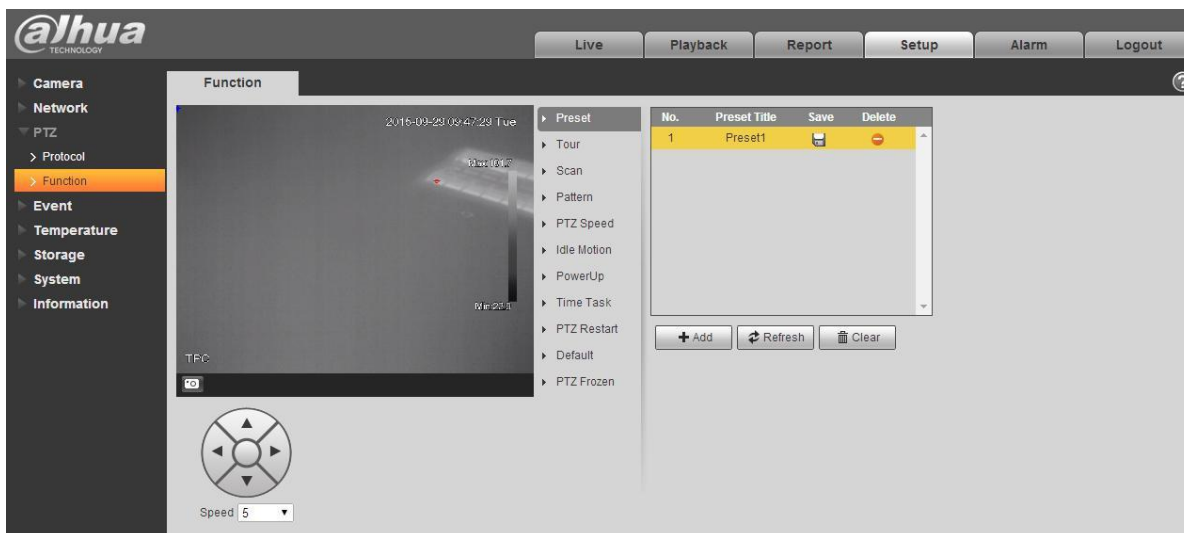 alhua
TECHNOLOGY
Live
Playback
Report
Setup
Alarm
Logout
Camera
Network
PTZ
Protocol
Function
Event
Temperature
Storage
System
Information
Function
2015-09-29 09:47:29 Tue
TPC
Speed 5
Preset
Tour
Scan
Pattern
PTZ Speed
Idle Motion
PowerUp
Time Task
PTZ Restart
Default
PTZ Frozen
No. Preset Title Save Delete
1 Preset1
Add
Refresh
Clear